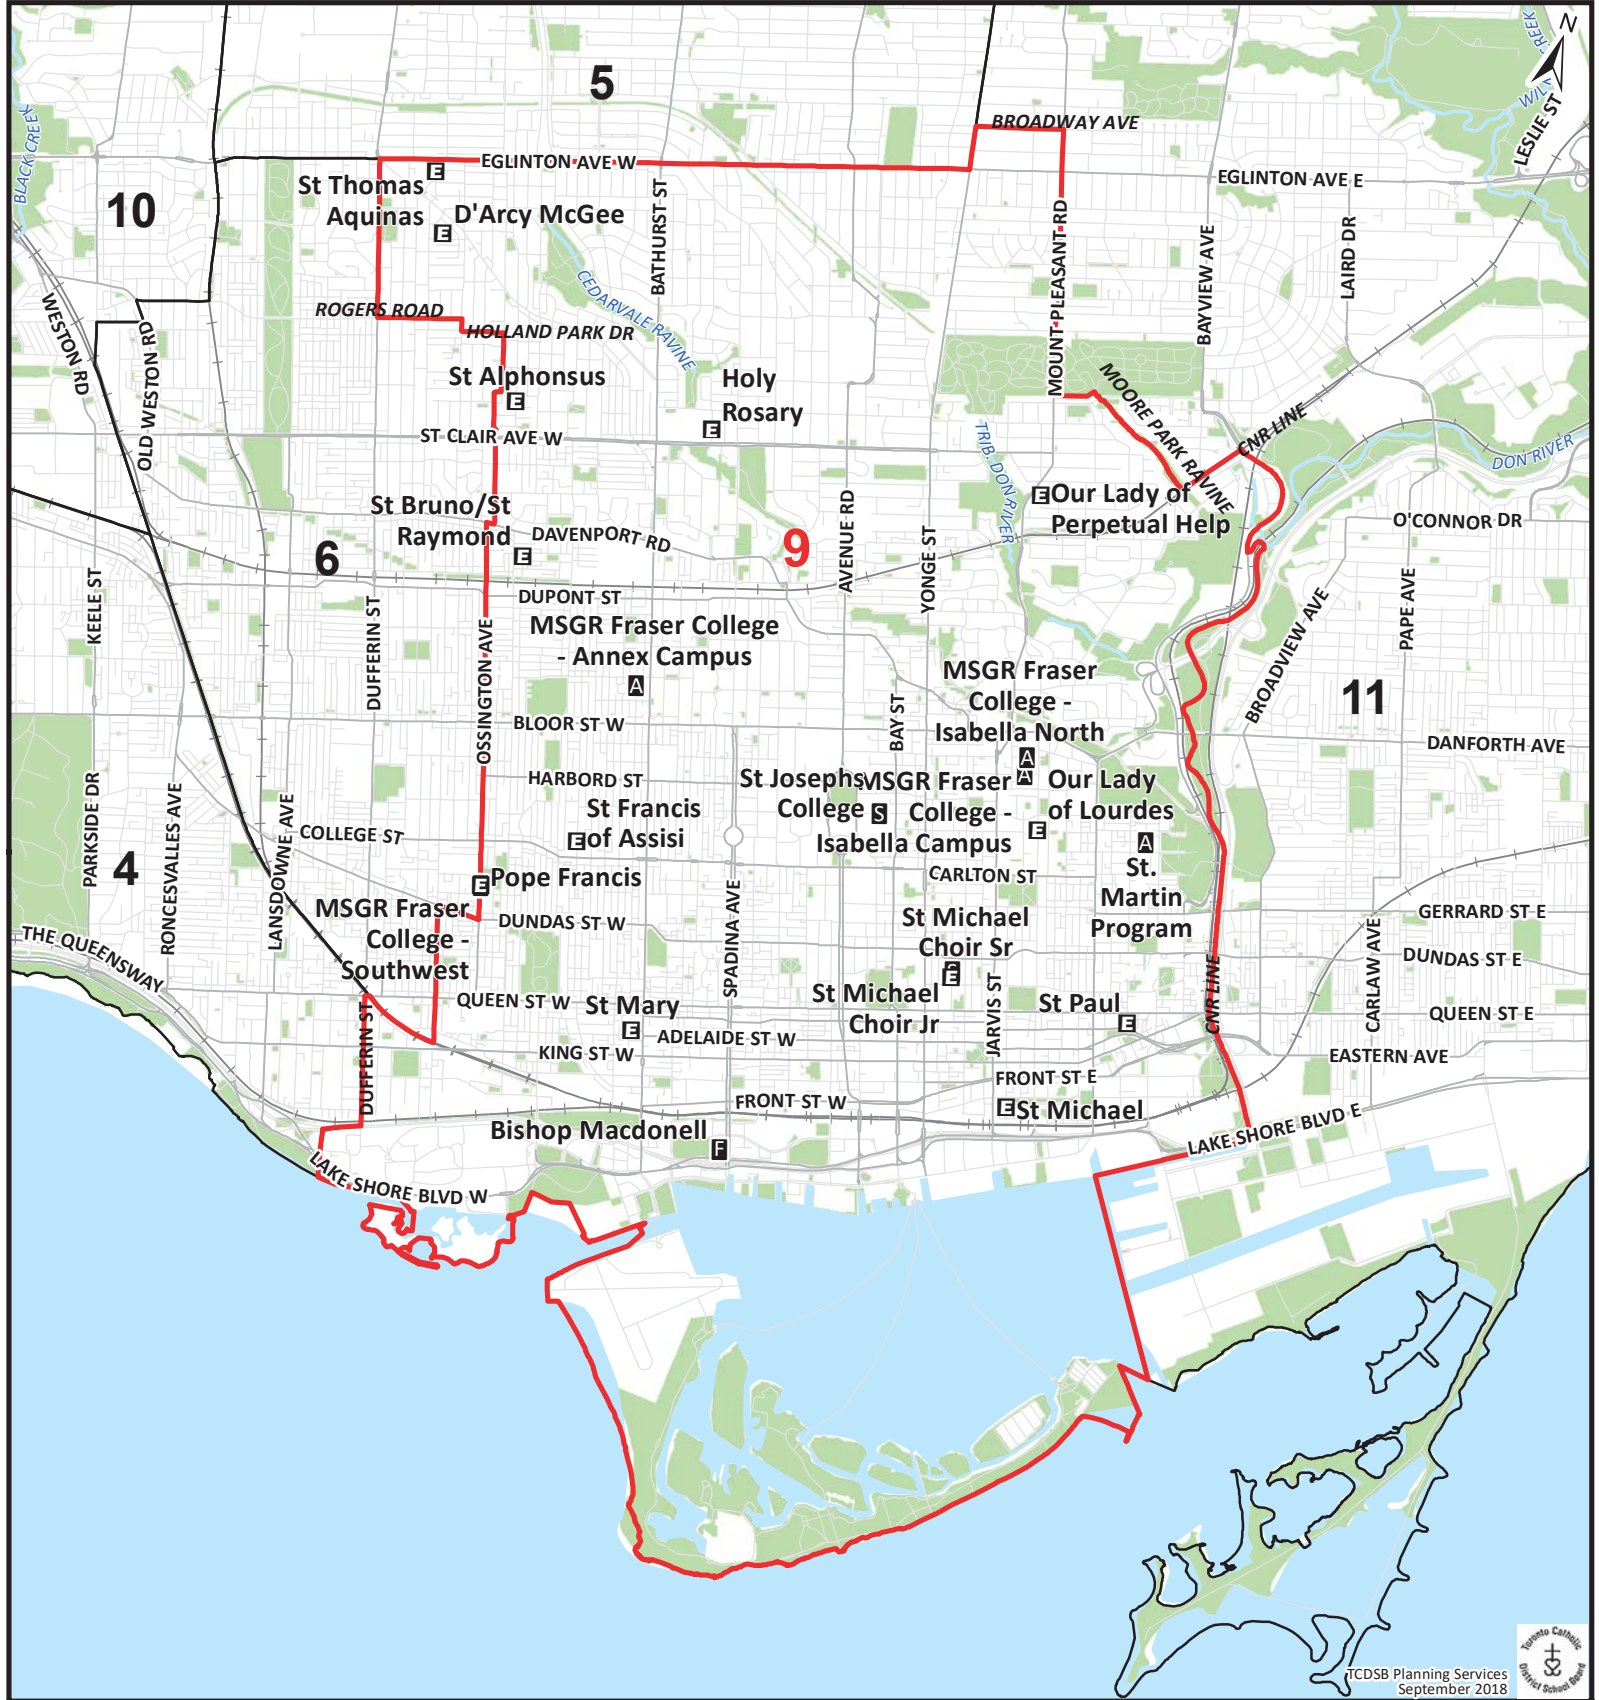 5
N
WIL
CREEK
LESLIE ST
BLACK CREEK
BROADWAY AVE
EGLINTON AVE W
EGLINTON AVE E
E
St Thomas
Aquinas
10
D'Arcy McGee
E
BATHURST ST
MOUNT PLEASANT RD
BAYVIEW AVE
LAIRD DR
CEDARVALE RAVINE
WESTON RD
OLD WESTON RD
ROGERS ROAD
HOLLAND PARK DR
St Alphonsus
E
Holy
Rosary
E
MOORE PARK RAVINE
CNR LINE
ST CLAIR AVE W
TRIB. DON RIVER
DON RIVER
St Bruno/St
Raymond
E
DAVENPORT RD
AVENUE RD
YONGE ST
E
Our Lady of
Perpetual Help
O'CONNOR DR
6
9
KEELE ST
DUFFERIN ST
OSSINGTON AVE
DUPONT ST
MSGR Fraser College
- Annex Campus
A
BROADVIEW AVE
PAPE AVE
MSGR Fraser
College -
Isabella North
A
11
BAY ST
BLOOR ST W
DANFORTH AVE
PARKSIDE DR
RONCESVALLES AVE
LANSDOWNE AVE
HARBORD ST
St Josephs
College
S
MSGR Fraser
College -
Isabella Campus
A
Our Lady
of Lourdes
E
St Francis
of Assisi
E
COLLEGE ST
4
A
St.
Martin
Program
E
Pope Francis
CARLTON ST
MSGR Fraser
College -
Southwest
DUNDAS ST W
SPADINA AVE
St Michael
Choir Sr
E
GERRARD ST E
DUNDAS ST E
THE QUEENSWAY
CNR LINE
CARLAW AVE
QUEEN ST W
St Mary
E
St Michael
Choir Jr
JARVIS ST
St Paul
E
QUEEN ST E
DUFFERIN ST
ADELAIDE ST W
KING ST W
EASTERN AVE
FRONT ST E
FRONT ST W
E
St Michael
Bishop Macdonell
F
LAKE SHORE BLVD E
LAKE SHORE BLVD W
TCDSB Planning Services
September 2018
Toronto Catholic
District School Board